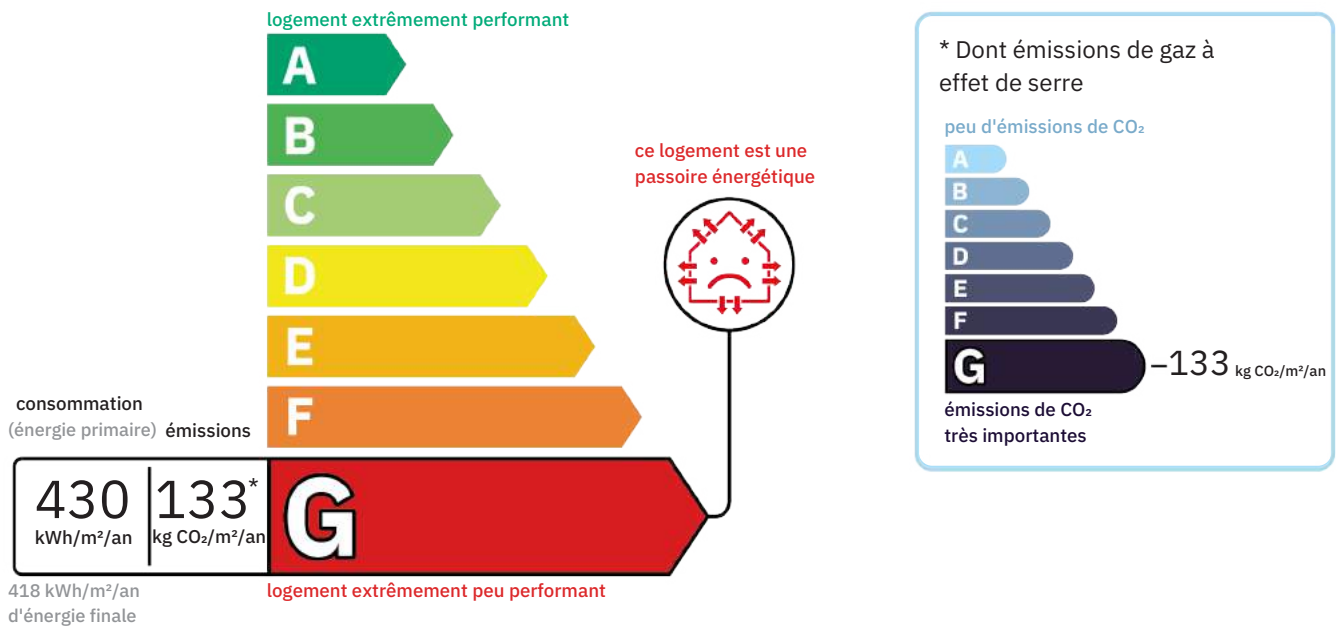 logement extrêmement performant
A
B
C
D
E
F
G
ce logement est une
passoire énergétique
consommation
(énergie primaire)
émissions
430
kWh/m²/an
133*
kg CO₂/m²/an
418 kWh/m²/an
d'énergie finale
logement extrêmement peu performant
* Dont émissions de gaz à
effet de serre
peu d'émissions de CO₂
A
B
C
D
E
F
G
–133 kg CO₂/m²/an
émissions de CO₂
très importantes